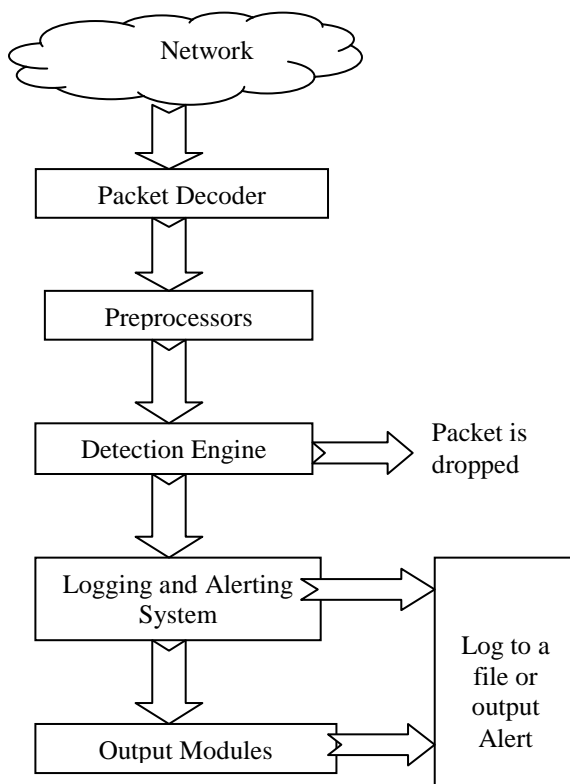 Network
Packet Decoder
Preprocessors
Detection Engine
Packet is
dropped
Logging and Alerting
System
Log to a
file or
output
Alert
Output Modules